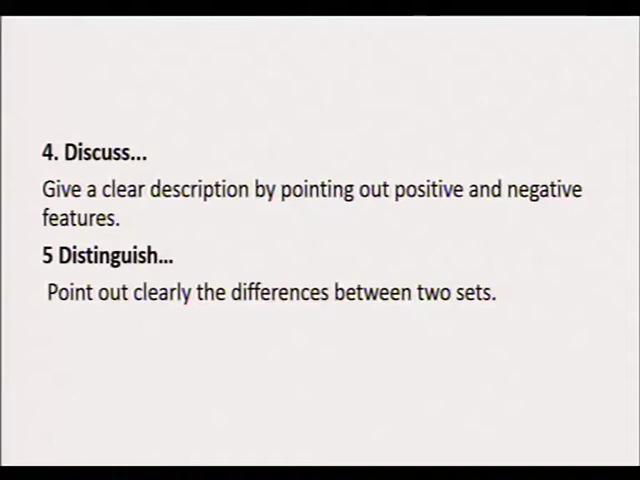 4. Discuss...
Give a clear description by pointing out positive and negative
features.
5 Distinguish...
Point out clearly the differences between two sets.